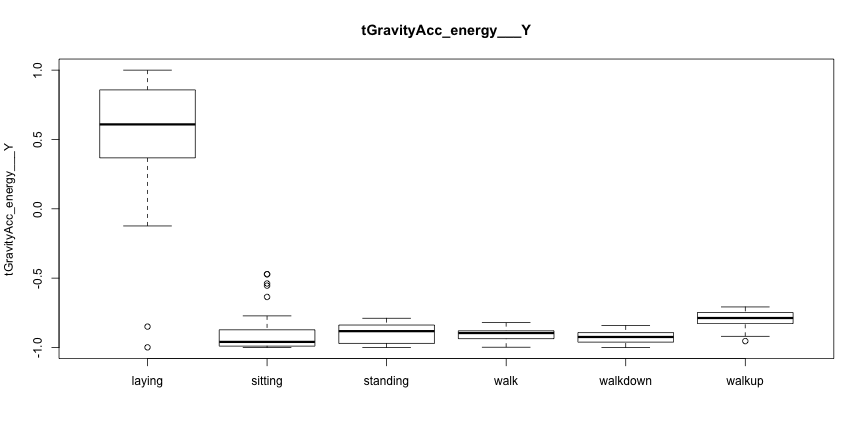 tGravityAcc_energy___Y
tGravityAcc_energy___Y
1.0
0.5
0.0
-0.5
-1.0
laying sitting standing walk walkdown walkup